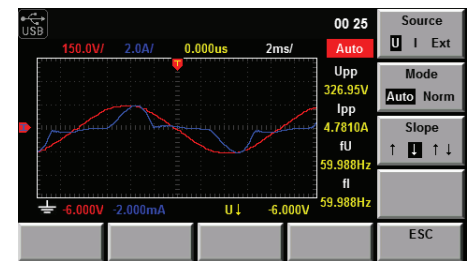 USB
00 25
150.0V/ 2.0A/ 0.000us 2ms/ Auto
T
Upp
326.95V
Ipp
4.7810A
fU
59.988Hz
fI
59.988Hz
-6.000V -2.000mA U↓ -6.000V
Source
U I Ext
Mode
Auto Norm
Slope
↑ ↓ ↑↓
ESC